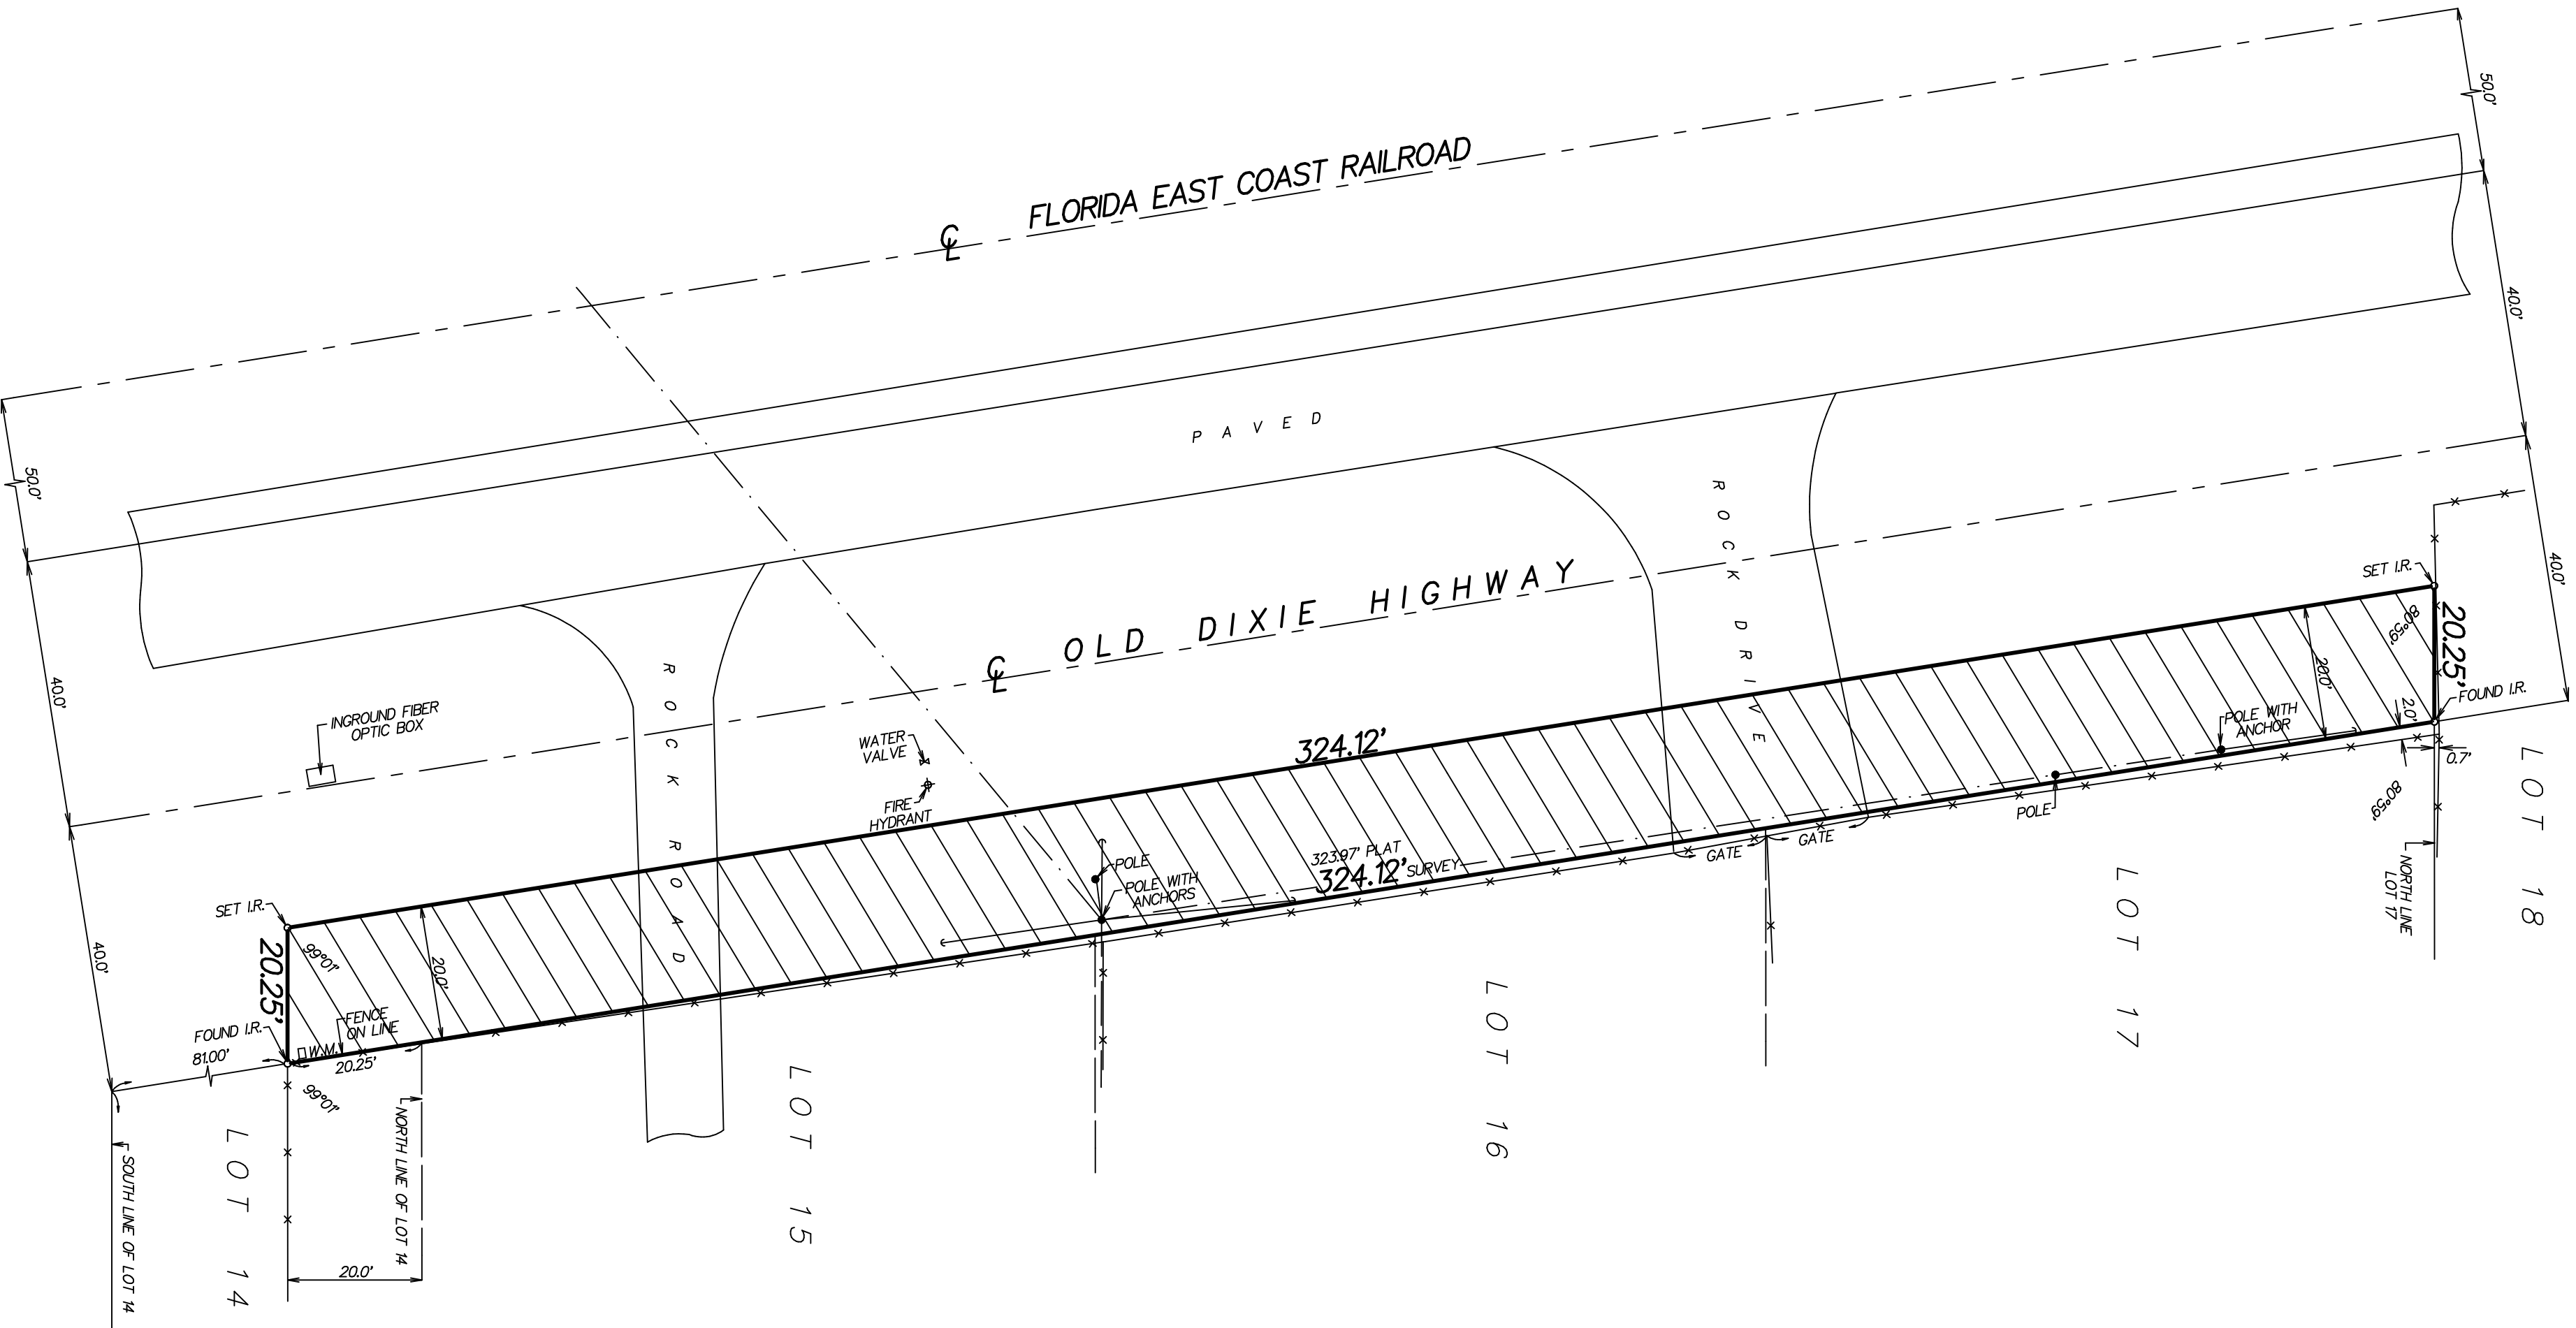 50.0'
FLORIDA EAST COAST RAILROAD
℄
40.0'
PAVED
50.0'
ROCK DRIVE
OLD DIXIE HIGHWAY
℄
40.0'
SET I.R.
80°59'
20.25'
20.0'
FOUND I.R.
2.0'
0.7'
POLE WITH
ANCHOR
POLE
80°59'
NORTH LINE
LOT 17
LOT 18
40.0'
INGROUND FIBER
OPTIC BOX
ROCK ROAD
WATER
VALVE
FIRE
HYDRANT
324.12'
323.97' PLAT
324.12' SURVEY
GATE
GATE
POLE
POLE WITH
ANCHORS
SET I.R.
99°01'
20.25'
20.0'
40.0'
FOUND I.R.
81.00'
W.M.
FENCE
ON LINE
20.25'
99°01'
NORTH LINE OF LOT 14
SOUTH LINE OF LOT 14
20.0'
LOT 14
LOT 15
LOT 16
LOT 17